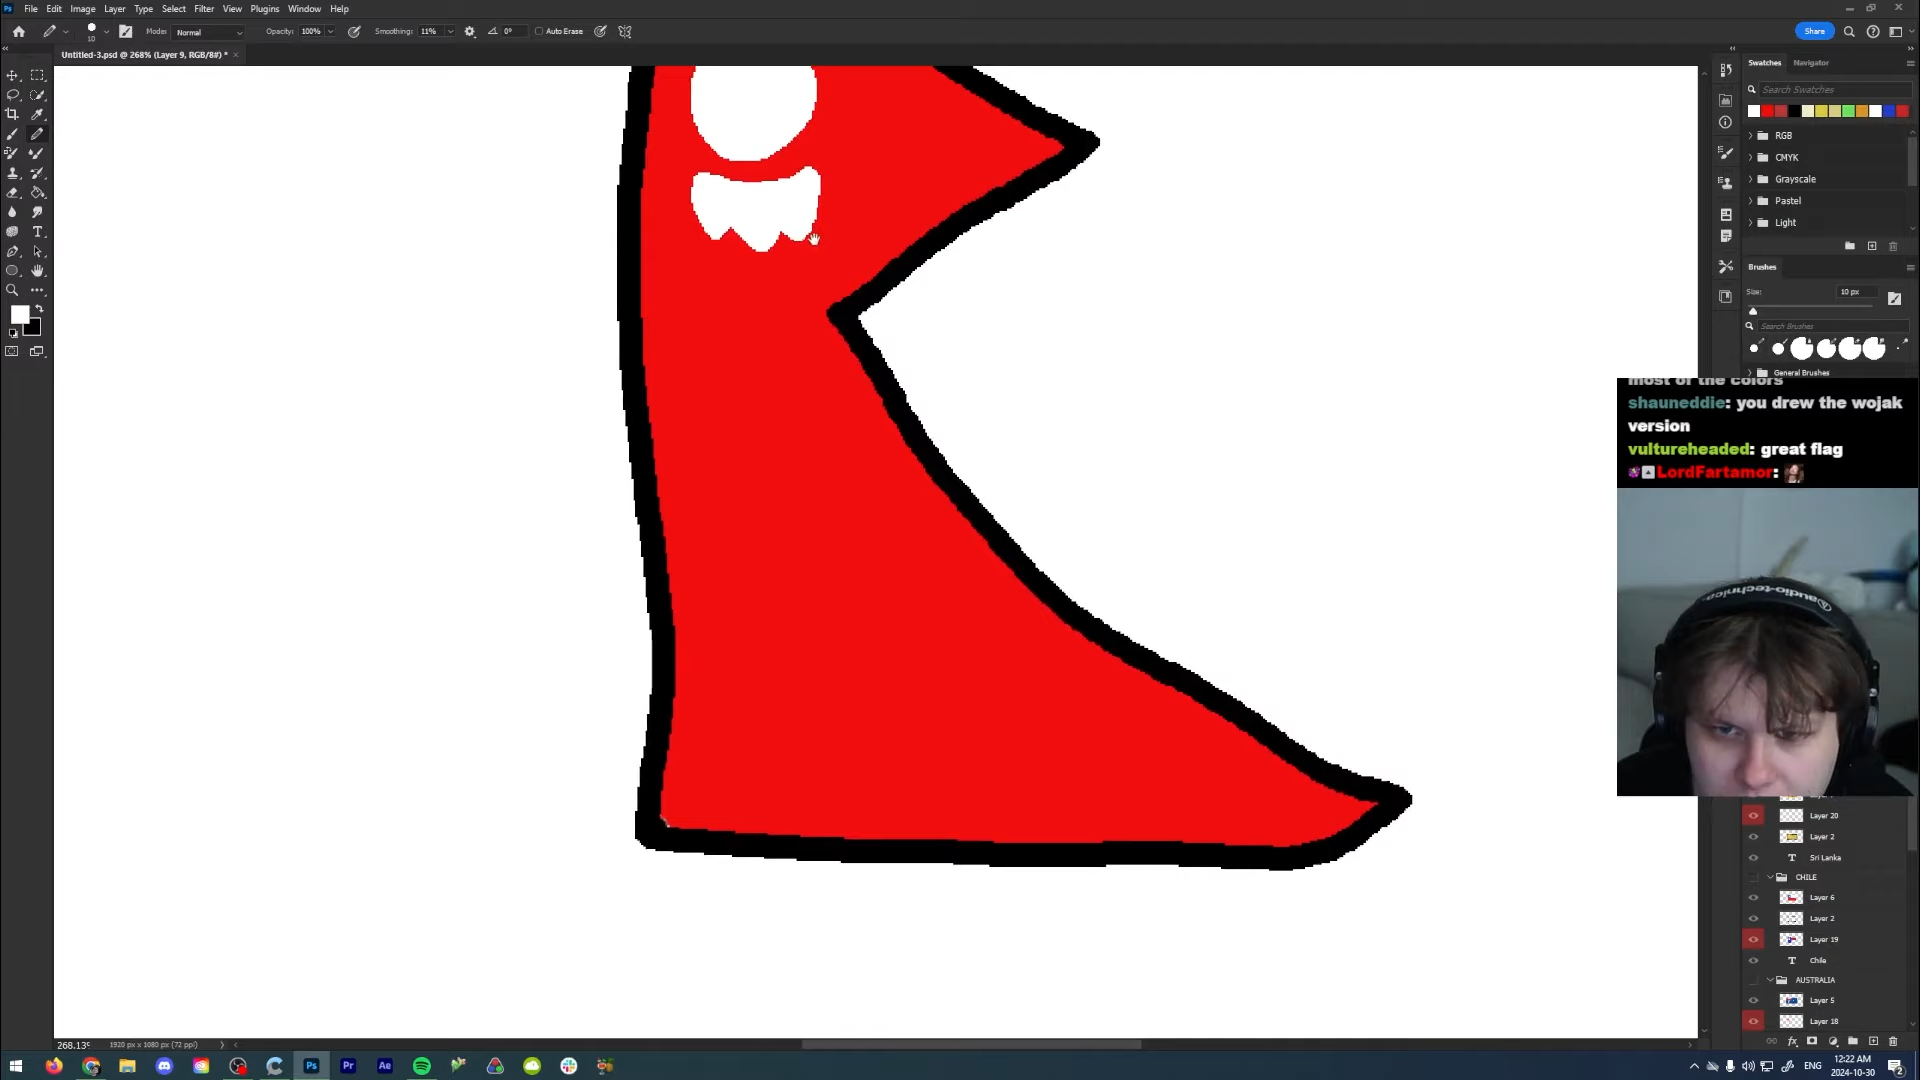 File Edit Image Layer Type Select Filter View Plugins Window Help
10 Mode: Normal Opacity: 100% Smoothing: 11% 0° Auto Erase Share
Untitled-3.psd @ 268% (Layer 9, RGB/8#) *
Swatches Navigator
Search Swatches
RGB
CMYK
Grayscale
Pastel
Light
Brushes
Size: 10 px
Search Brushes
General Brushes
most of the colors
shauneddie: you drew the wojak
version
vultureheaded: great flag
LordFartamor:
audio-technica
Layer 20
Layer 2
Sri Lanka
CHILE
Layer 6
Layer 2
Layer 19
Chile
AUSTRALIA
Layer 5
Layer 18
268.13%
1920 px x 1080 px (72 ppi)
ENG
12:22 AM
2024-10-30